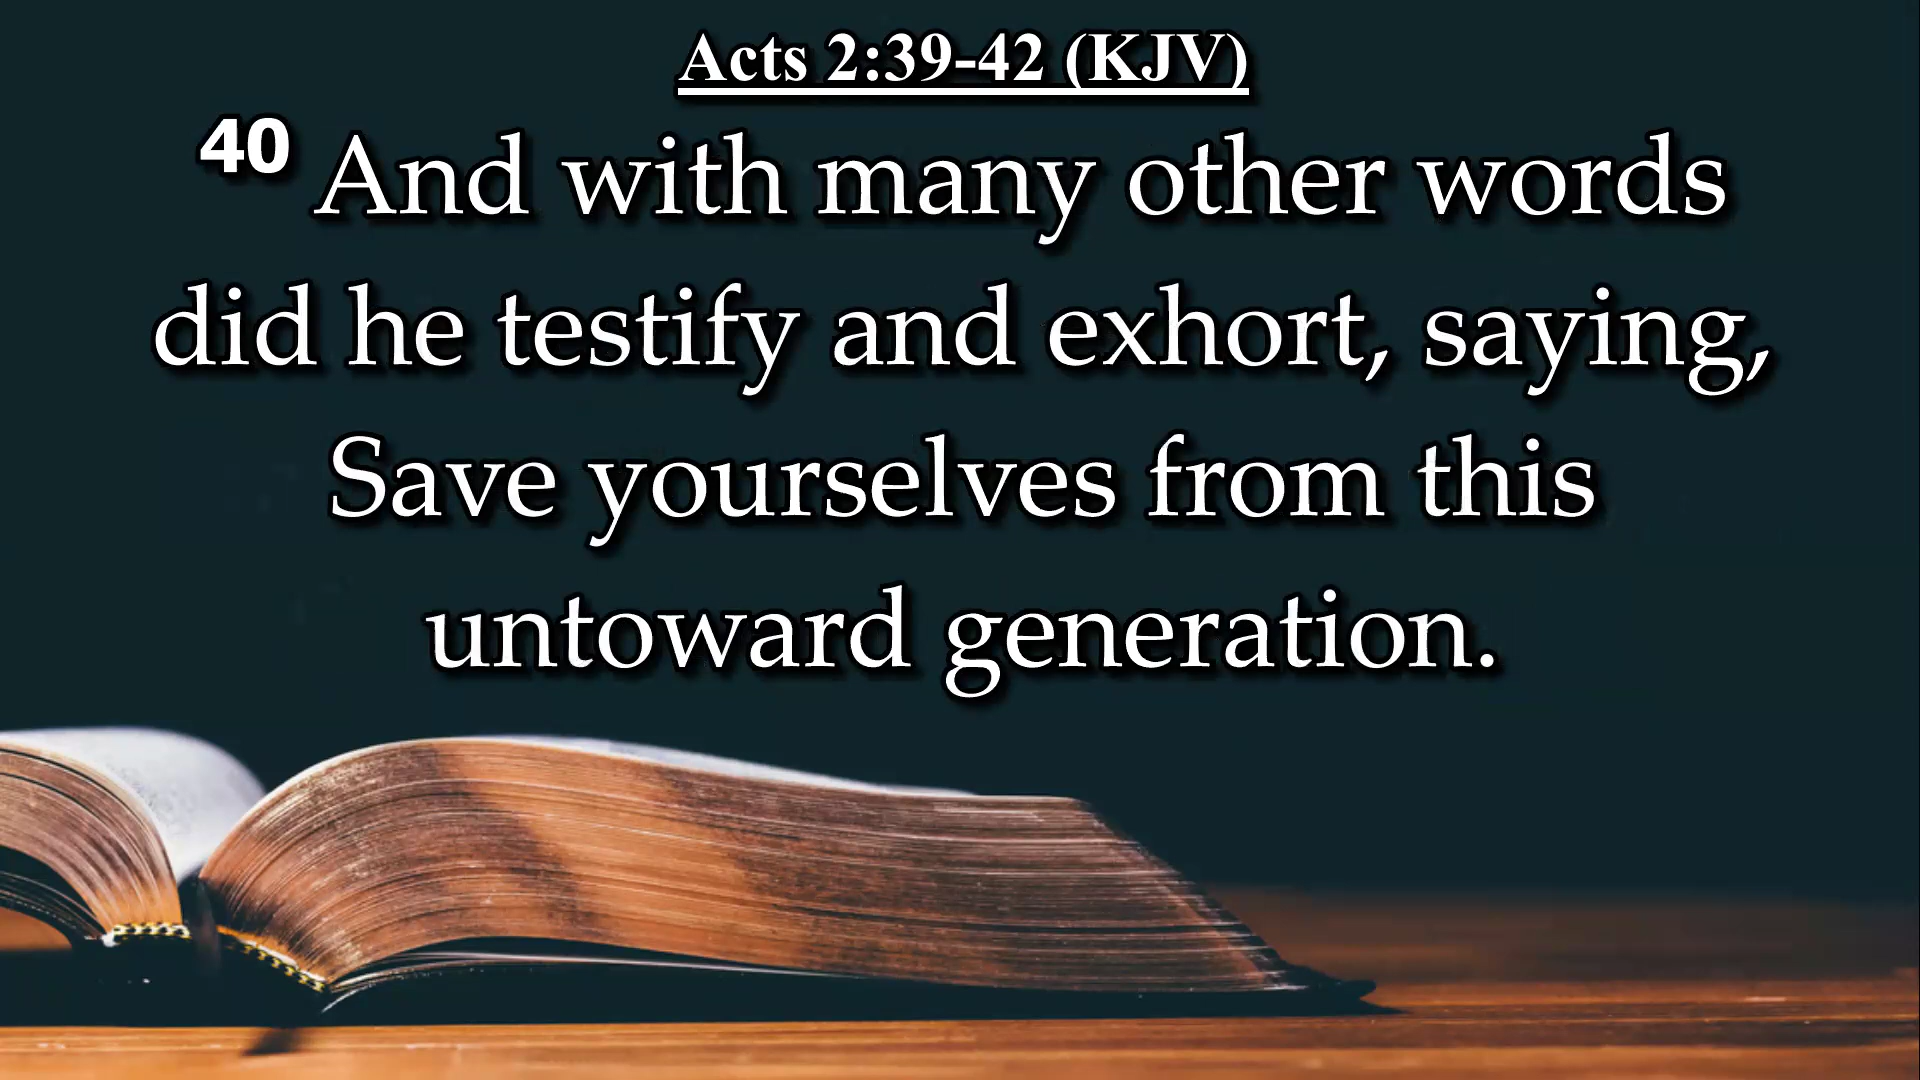 Acts 2:39-42 (KJV)
40 And with many other words
did he testify and exhort, saying,
Save yourselves from this
untoward generation.